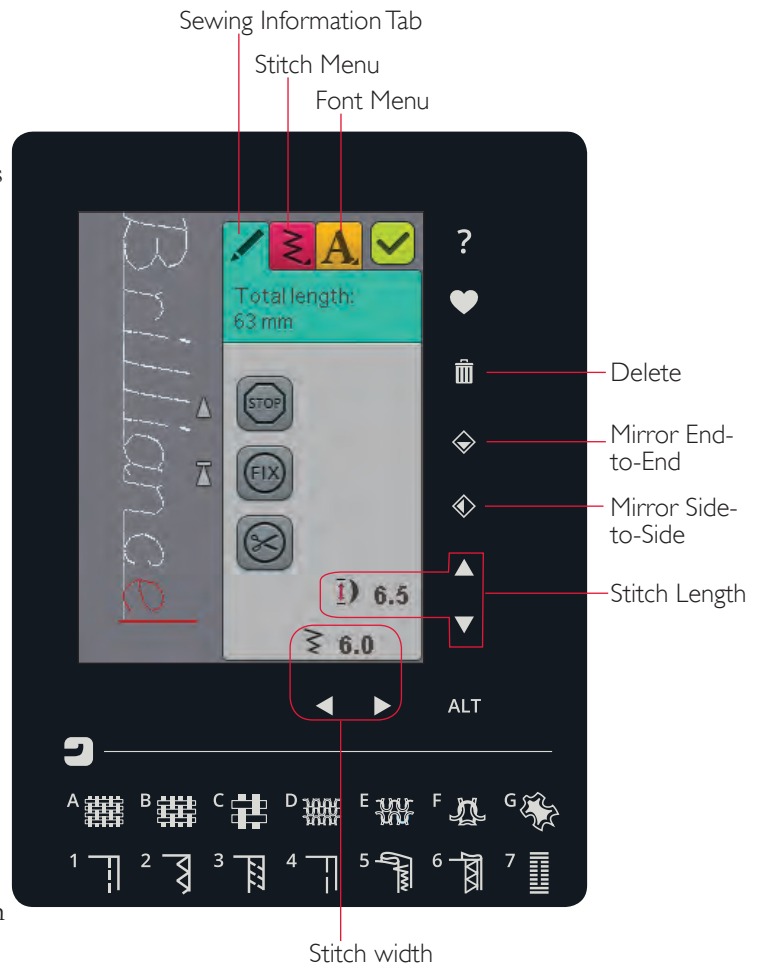 Sewing Information Tab
Stitch Menu
Font Menu
s
Brilliance
A
?
Total length:
63 mm
STOP
Delete
Mirror End-
to-End
FIX
Mirror Side-
to-Side
6.5
Stitch Length
6.0
ALT
A B C D E F G
1 2 3 4 5 6 7
n
Stitch width